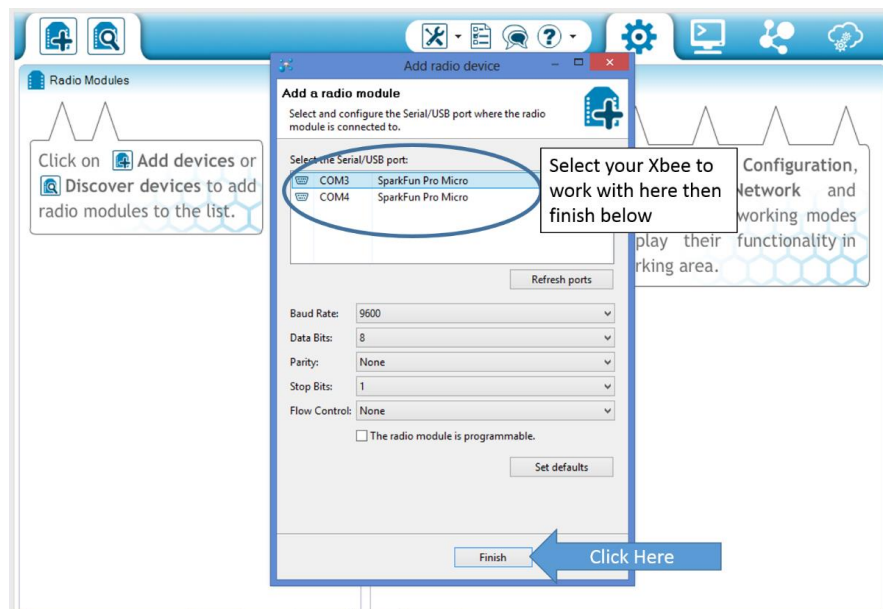 Add radio device
Radio Modules
Click on Add devices or
Discover devices to add
radio modules to the list.
Add a radio module
Select and configure the Serial/USB port where the radio
module is connected to.
Select the Serial/USB port:
COM3 SparkFun Pro Micro
COM4 SparkFun Pro Micro
Refresh ports
Baud Rate: 9600
Data Bits: 8
Parity: None
Stop Bits: 1
Flow Control: None
The radio module is programmable.
Set defaults
Finish
Click Here
Select your Xbee to
work with here then
finish below
Configuration,
Network and
working modes
play their functionality in
rking area.